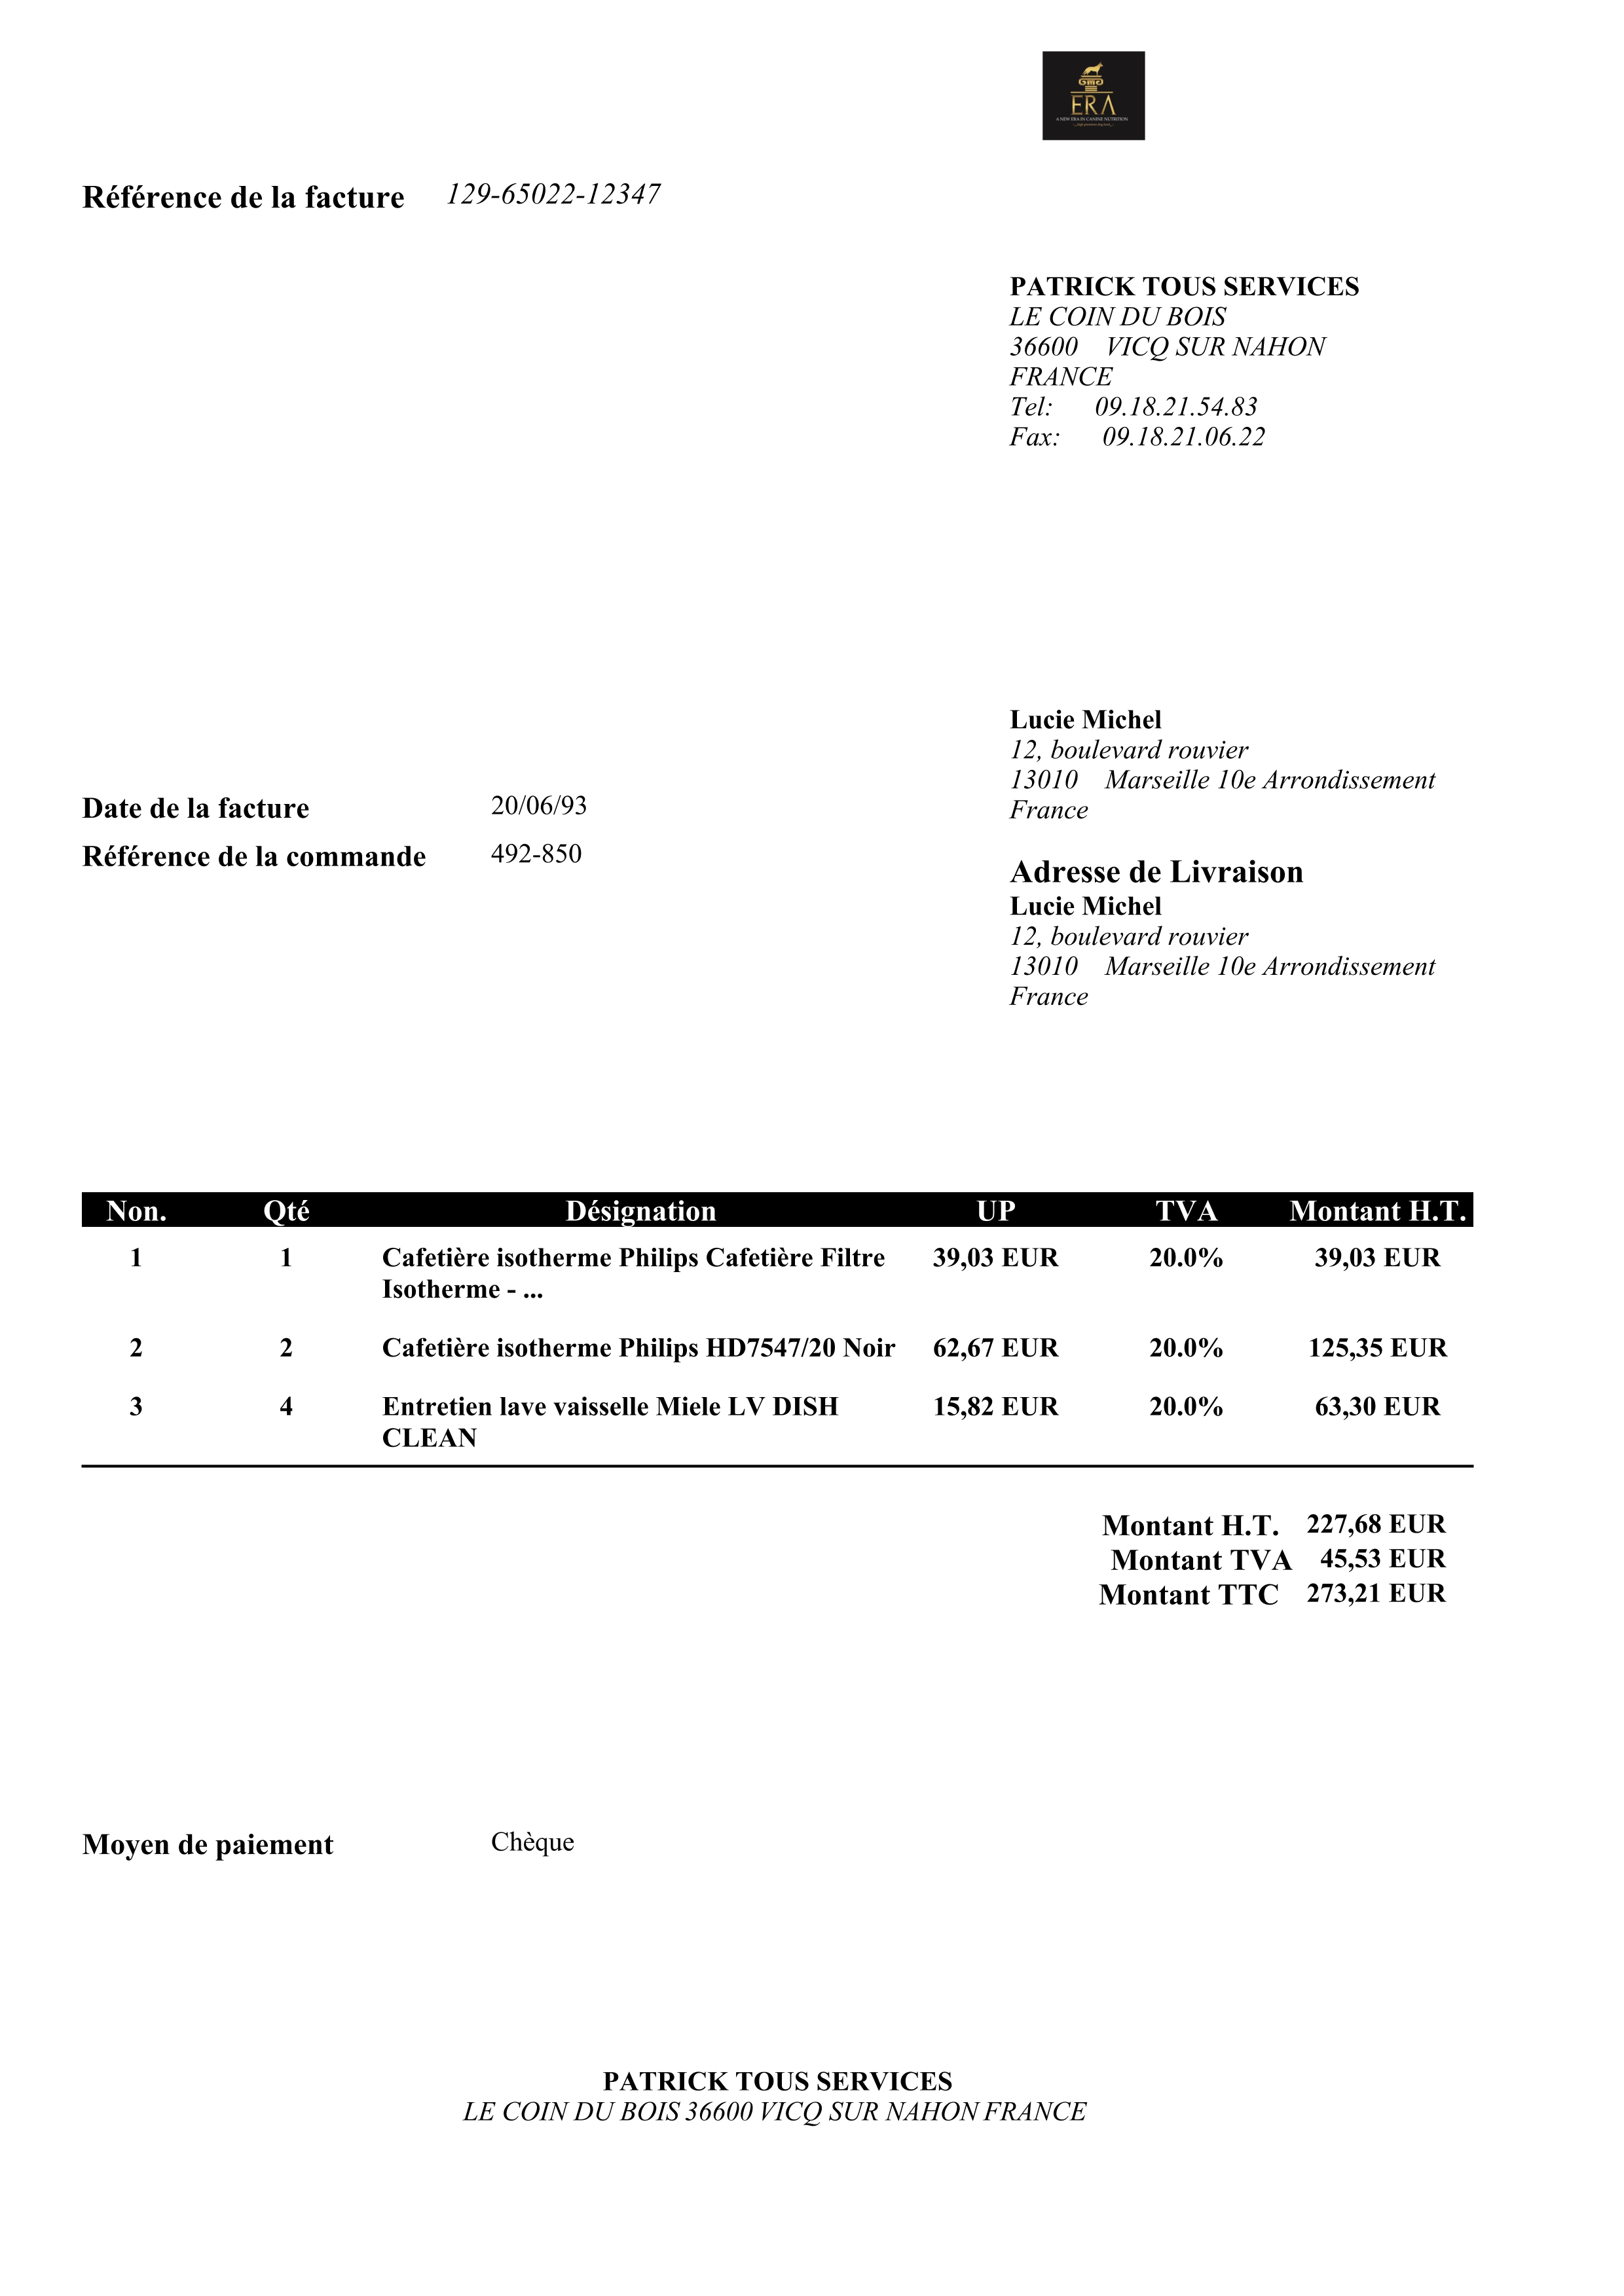 ERA
A NEW ERA IN CANINE NUTRITION
Référence de la facture 129-65022-12347
PATRICK TOUS SERVICES
LE COIN DU BOIS
36600 VICQ SUR NAHON
FRANCE
Tel: 09.18.21.54.83
Fax: 09.18.21.06.22
Lucie Michel
12, boulevard rouvier
13010 Marseille 10e Arrondissement
France
Date de la facture 20/06/93
Référence de la commande 492-850
Adresse de Livraison
Lucie Michel
12, boulevard rouvier
13010 Marseille 10e Arrondissement
France
Non. Qté Désignation UP TVA Montant H.T.
1 1 Cafetière isotherme Philips Cafetière Filtre 39,03 EUR 20.0% 39,03 EUR
Isotherme - ...
2 2 Cafetière isotherme Philips HD7547/20 Noir 62,67 EUR 20.0% 125,35 EUR
3 4 Entretien lave vaisselle Miele LV DISH 15,82 EUR 20.0% 63,30 EUR
CLEAN
Montant H.T. 227,68 EUR
Montant TVA 45,53 EUR
Montant TTC 273,21 EUR
Moyen de paiement Chèque
PATRICK TOUS SERVICES
LE COIN DU BOIS 36600 VICQ SUR NAHON FRANCE